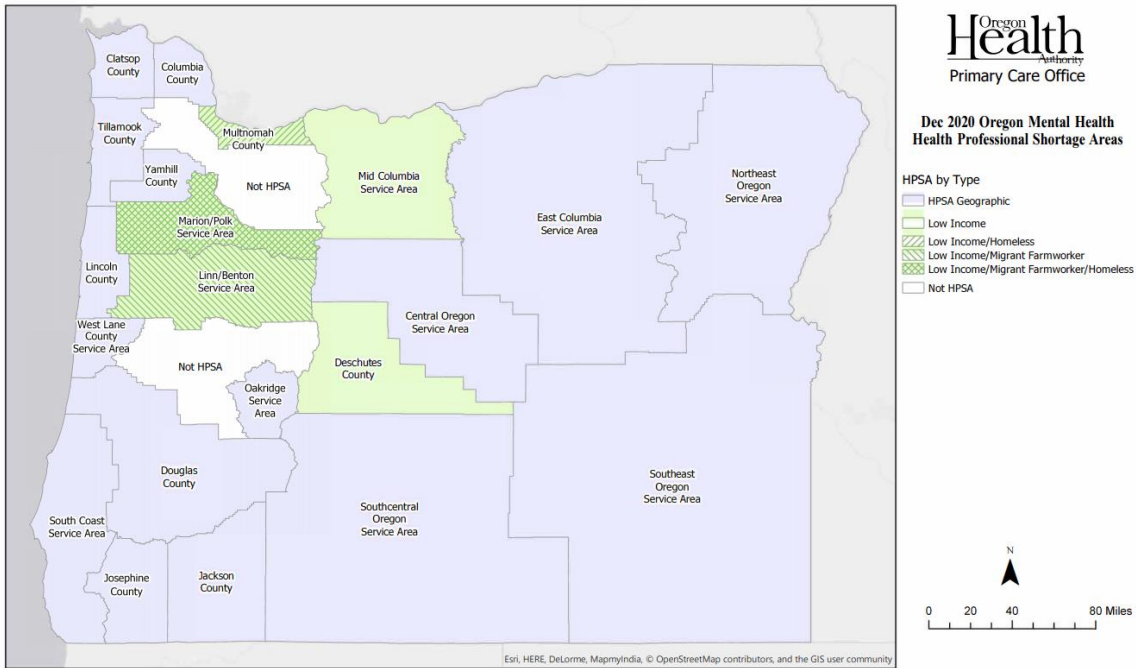 Clatsop
County
Columbia
County
Tillamook
County
Multnomah
County
Yamhill
County
Not HPSA
Mid Columbia
Service Area
Northeast
Oregon
Service Area
East Columbia
Service Area
Marion/Polk
Service Area
Lincoln
County
Linn/Benton
Service Area
West Lane
County
Service Area
Central Oregon
Service Area
Not HPSA
Deschutes
County
Oakridge
Service
Area
Douglas
County
Southeast
Oregon
Service Area
Southcentral
Oregon
Service Area
South Coast
Service Area
Josephine
County
Jackson
County
Esri, HERE, DeLorme, MapmyIndia, © OpenStreetMap contributors, and the GIS user community
Oregon
Health
Authority
Primary Care Office
Dec 2020 Oregon Mental Health
Health Professional Shortage Areas
HPSA by Type
HPSA Geographic
Low Income
Low Income/Homeless
Low Income/Migrant Farmworker
Low Income/Migrant Farmworker/Homeless
Not HPSA
N
0 20 40 80 Miles